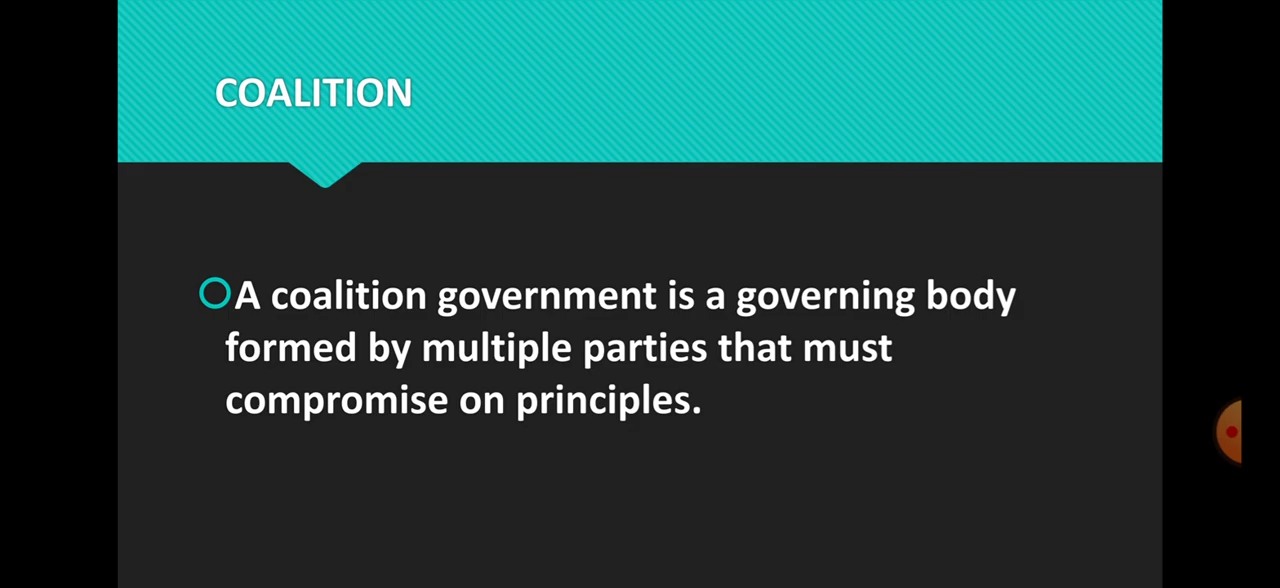 COALITION
A coalition government is a governing body
formed by multiple parties that must
compromise on principles.